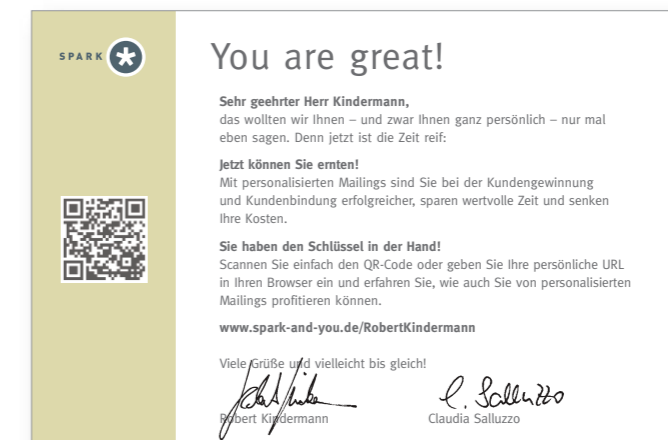 SPARK
You are great!
Sehr geehrter Herr Kindermann,
das wollten wir Ihnen – und zwar Ihnen ganz persönlich – nur mal
eben sagen. Denn jetzt ist die Zeit reif:
Jetzt können Sie ernten!
Mit personalisierten Mailings sind Sie bei der Kundengewinnung
und Kundenbindung erfolgreicher, sparen wertvolle Zeit und senken
Ihre Kosten.
Sie haben den Schlüssel in der Hand!
Scannen Sie einfach den QR-Code oder geben Sie Ihre persönliche URL
in Ihren Browser ein und erfahren Sie, wie auch Sie von personalisierten
Mailings profitieren können.
www.spark-and-you.de/RobertKindermann
Viele Grüße und vielleicht bis gleich!
C. Salluzzo
Robert Kindermann
Claudia Salluzzo